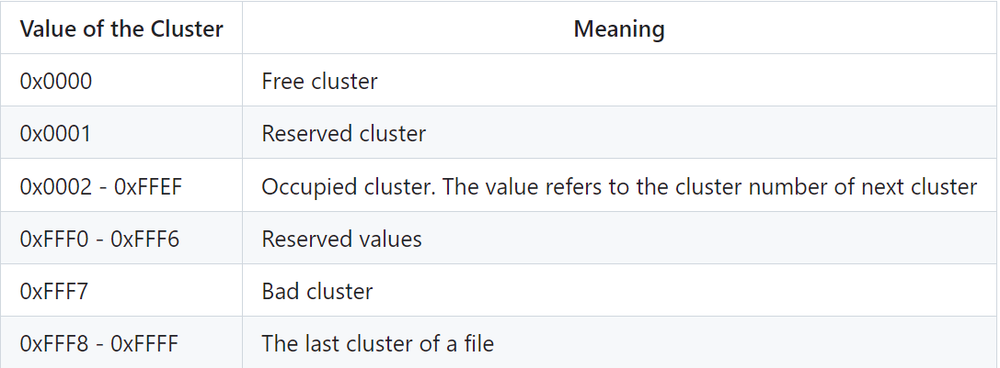 Value of the Cluster Meaning
0x0000 Free cluster
0x0001 Reserved cluster
0x0002 - 0xFFEF Occupied cluster. The value refers to the cluster number of next cluster
0xFFF0 - 0xFFF6 Reserved values
0xFFF7 Bad cluster
0xFFF8 - 0xFFFF The last cluster of a file